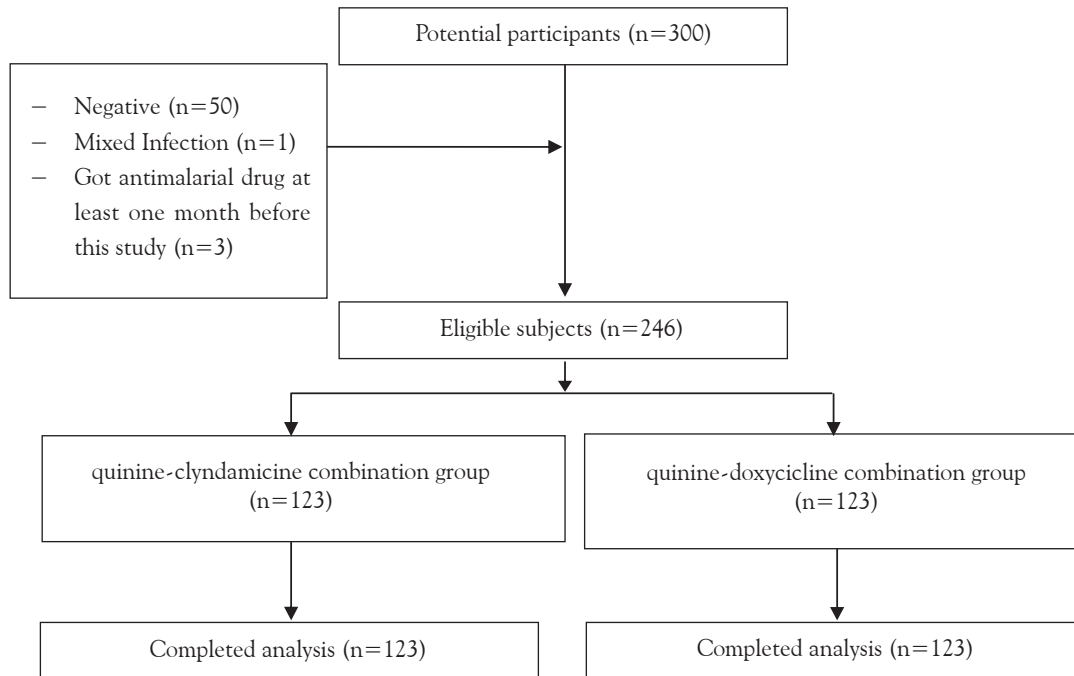 Potential participants (n=300)
– Negative (n=50)
– Mixed Infection (n=1)
– Got antimalarial drug at
least one month before
this study (n=3)
Eligible subjects (n=246)
quinine-clyndamicine combination group
(n=123)
quinine-doxycicline combination group
(n=123)
Completed analysis (n=123)
Completed analysis (n=123)